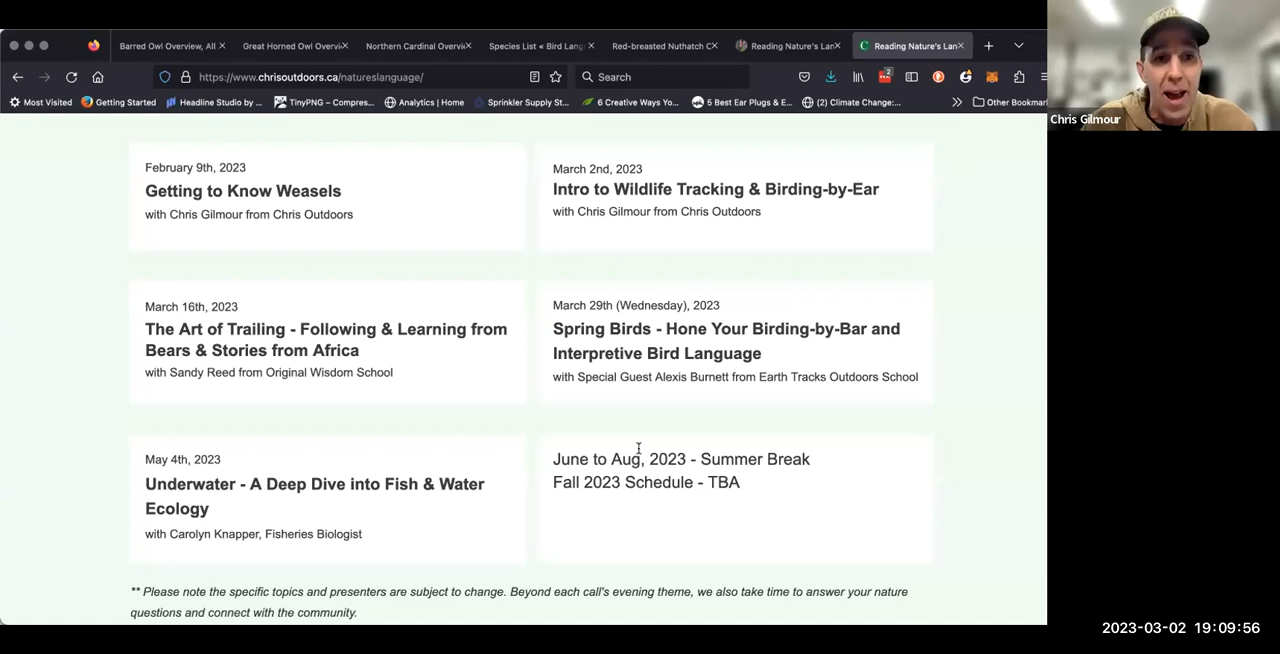 Barred Owl Overview, All
Great Horned Owl Overvi
Northern Cardinal Overvie
Species List « Bird Lang
Red-breasted Nuthatch C
Reading Nature's Lan
Reading Nature's Lan
https://www.chrisoutdoors.ca/natureslanguage/
Search
2
Most Visited
Getting Started
Headline Studio by ...
TinyPNG – Compres...
Analytics | Home
Sprinkler Supply St...
6 Creative Ways Yo...
5 Best Ear Plugs & E...
(2) Climate Change:...
Other Bookmar
Chris Gilmour
February 9th, 2023
Getting to Know Weasels
with Chris Gilmour from Chris Outdoors
March 2nd, 2023
Intro to Wildlife Tracking & Birding-by-Ear
with Chris Gilmour from Chris Outdoors
March 16th, 2023
The Art of Trailing - Following & Learning from
Bears & Stories from Africa
with Sandy Reed from Original Wisdom School
March 29th (Wednesday), 2023
Spring Birds - Hone Your Birding-by-Bar and
Interpretive Bird Language
with Special Guest Alexis Burnett from Earth Tracks Outdoors School
May 4th, 2023
Underwater - A Deep Dive into Fish & Water
Ecology
with Carolyn Knapper, Fisheries Biologist
June to Aug, 2023 - Summer Break
Fall 2023 Schedule - TBA
** Please note the specific topics and presenters are subject to change. Beyond each call's evening theme, we also take time to answer your nature
questions and connect with the community.
2023-03-02 19:09:56